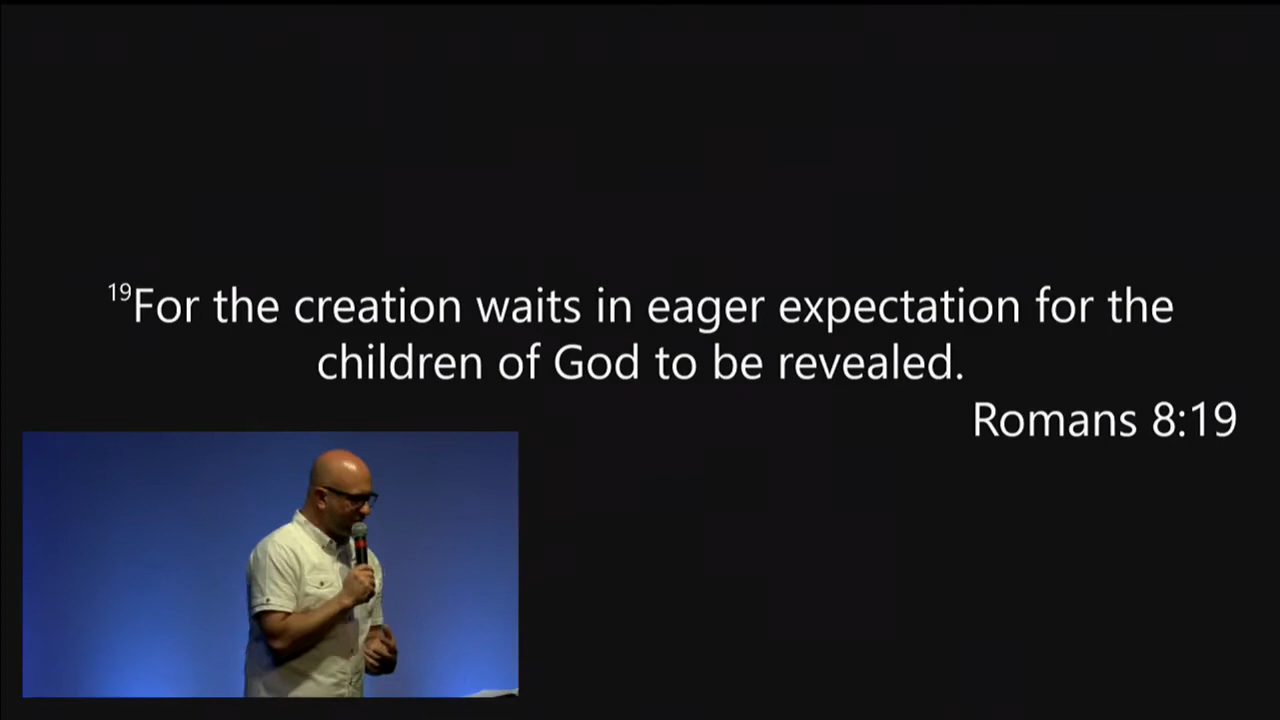 19For the creation waits in eager expectation for the
children of God to be revealed.
Romans 8:19